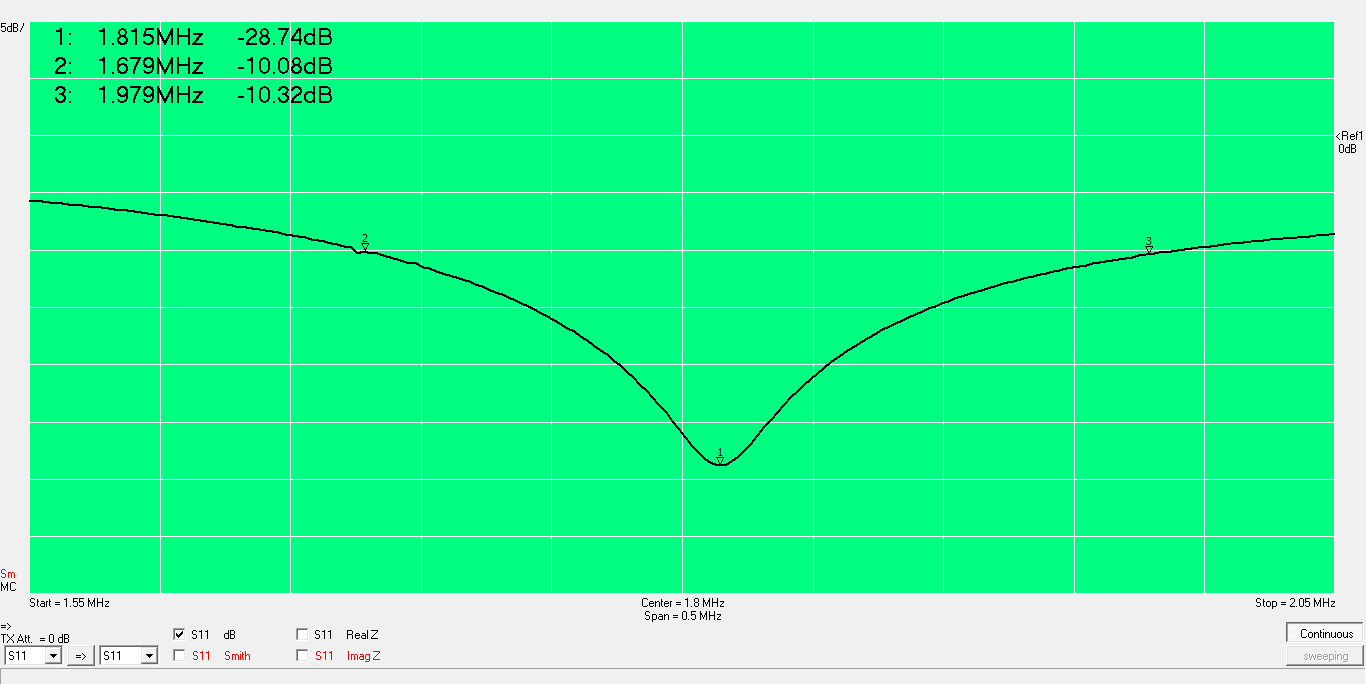 5dB/
1: 1.815MHz -28.74dB
2: 1.679MHz -10.08dB
3: 1.979MHz -10.32dB
<Ref1
0dB
2
3
1
Sm
MC
Start = 1.55 MHz Center = 1.8 MHz Stop = 2.05 MHz
Span = 0.5 MHz
=>
TX Att. = 0 dB
S11 dB S11 Real Z Continuous
S11 => S11 S11 Smith S11 Imag Z sweeping